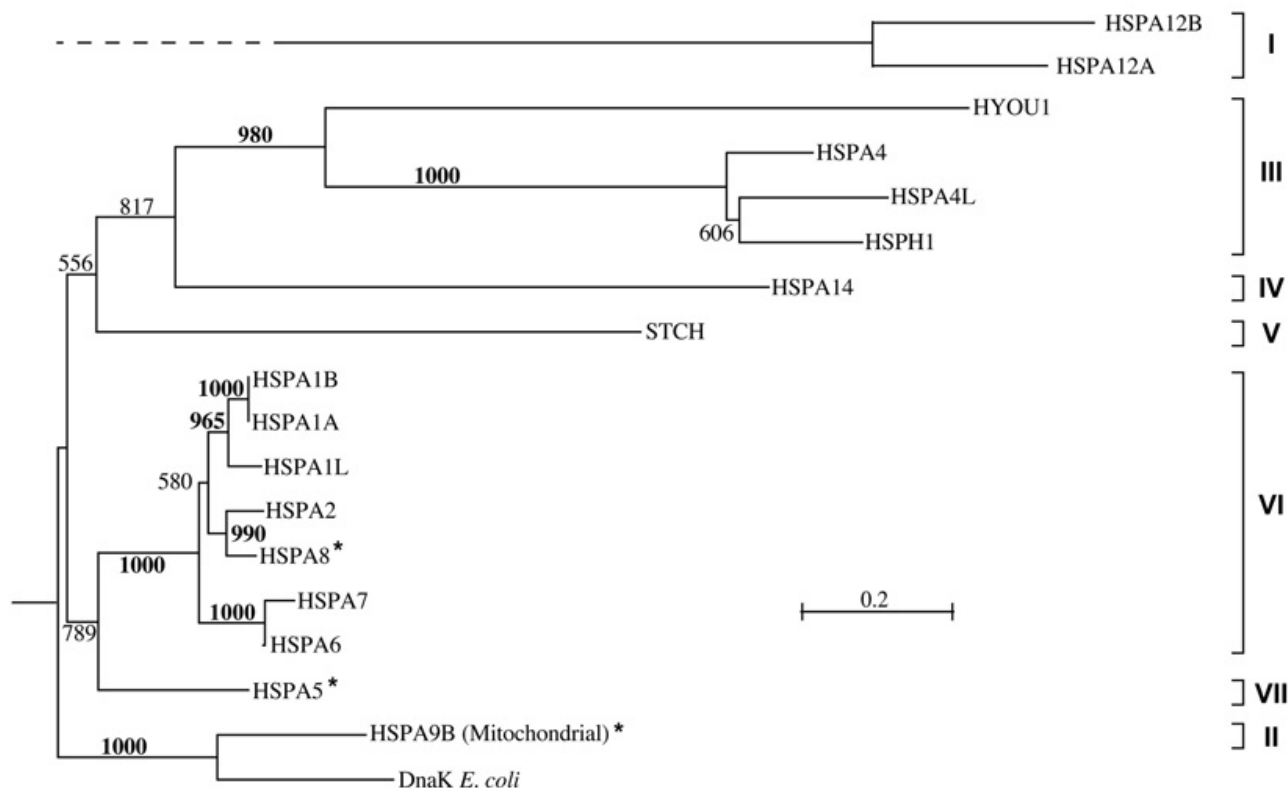 HSPA12B
I
HSPA12A
HYOU1
980
HSPA4
1000
III
HSPA4L
817
606
HSPH1
556
HSPA14
IV
STCH
V
HSPA1B
1000
965
HSPA1A
HSPA1L
580
HSPA2
VI
990
HSPA8*
1000
HSPA7
0.2
1000
789
HSPA6
HSPA5*
VII
HSPA9B (Mitochondrial)*
II
1000
DnaK E. coli